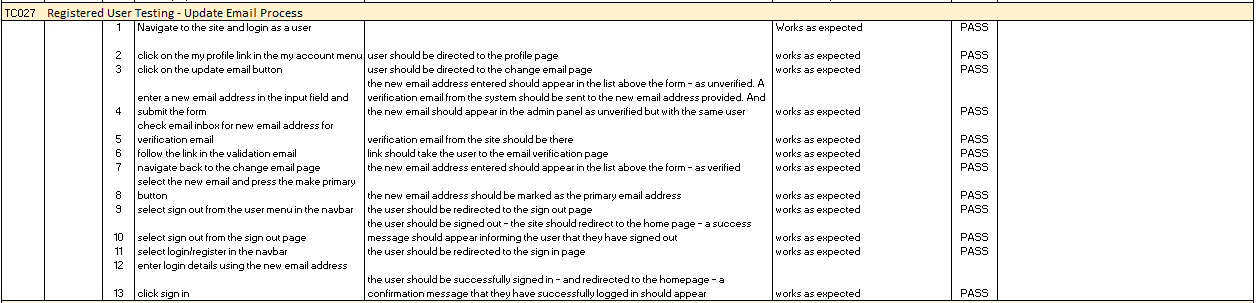 TC027 Registered User Testing - Update Email Process
1 Navigate to the site and login as a user Works as expected PASS
2 click on the my profile link in the my account menu user should be directed to the profile page works as expected PASS
3 click on the update email button user should be directed to the change email page works as expected PASS
the new email address entered should appear in the list above the form - as unverified. A
enter a new email address in the input field and verification email from the system should be sent to the new email address provided. And
4 submit the form the new email should appear in the admin panel as unverified but with the same user works as expected PASS
check email inbox for new email address for
5 verification email verification email from the site should be there works as expected PASS
6 follow the link in the validation email link should take the user to the email verification page works as expected PASS
7 navigate back to the change email page the new email address entered should appear in the list above the form - as verified works as expected PASS
select the new email and press the make primary
8 button the new email address should be marked as the primary email address works as expected PASS
9 select sign out from the user menu in the navbar the user should be redirected to the sign out page works as expected PASS
the user should be signed out - the site should redirect to the home page - a success
10 select sign out from the sign out page message should appear informing the user that they have signed out works as expected PASS
11 select login/register in the navbar the user should be redirected to the sign in page works as expected PASS
12 enter login details using the new email address
the user should be successfully signed in - and redirected to the homepage - a
13 click sign in confirmation message that they have successfully logged in should appear works as expected PASS